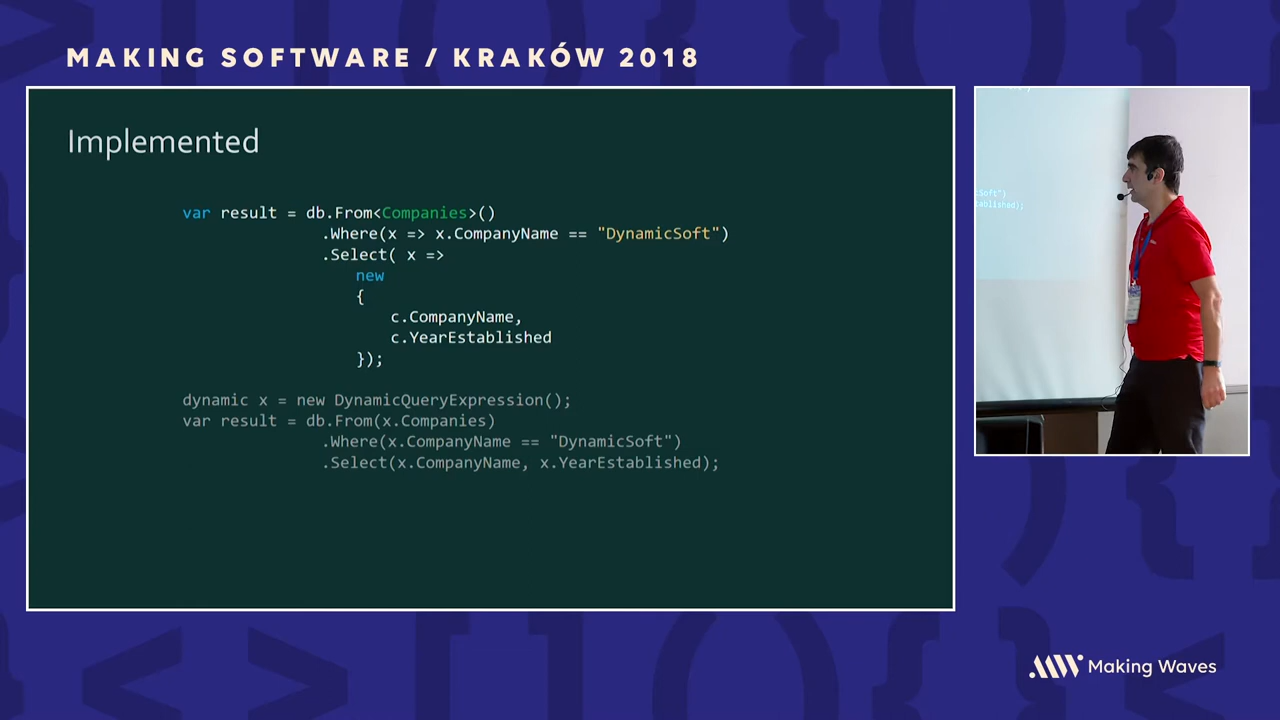 MAKING SOFTWARE / KRAKÓW 2018
Implemented
var result = db.From<Companies>()
.Where(x => x.CompanyName == "DynamicSoft")
.Select( x =>
new
{
c.CompanyName,
c.YearEstablished
});
dynamic x = new DynamicQueryExpression();
var result = db.From(x.Companies)
.Where(x.CompanyName == "DynamicSoft")
.Select(x.CompanyName, x.YearEstablished);
Making Waves